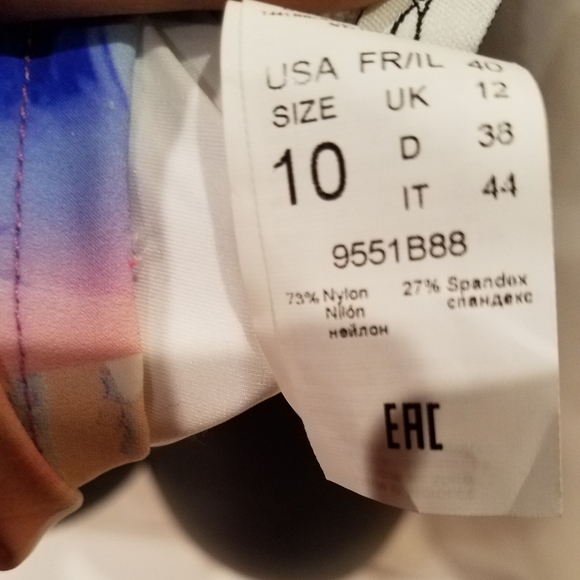 USA FR/IL 40
SIZE UK 12
10 D 38
IT 44
9551B88
73% Nylon 27% Spandex
Nilón спандекс
нейлон
EAC